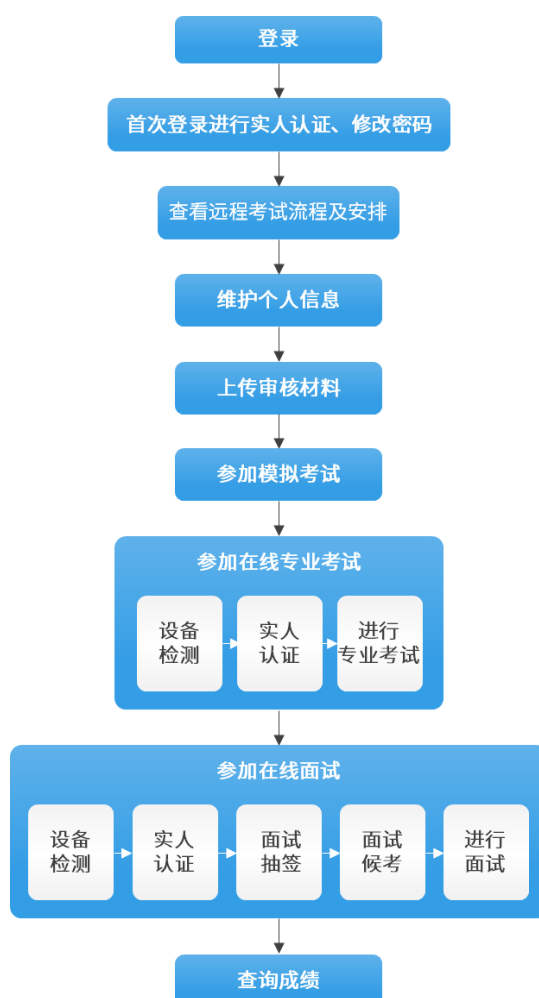 登录
首次登录进行实人认证、修改密码
查看远程考试流程及安排
维护个人信息
上传审核材料
参加模拟考试
参加在线专业考试
设备
检测
实人
认证
进行
专业考试
参加在线面试
设备
检测
实人
认证
面试
抽签
面试
候考
进行
面试
查询成绩